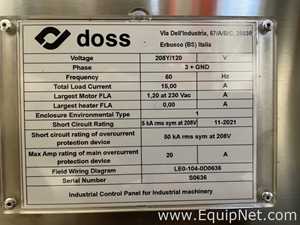 doss
Via Dell'Industria, 67/A/B/C, 25030
Erbusco (BS) Italia
Voltage 208Y/120 V
Phase 3 + GND
Frequency 60 Hz
Total Load Current 15,00 A
Largest Motor FLA 1,20 at 230 Vac A
Largest heater FLA 0,00 A
Enclosure Environmental Type 1
Short Circuit Rating 5 kA rms sym at 208V 11-2021
Short circuit rating of overcurrent protection device 50 kA rms sym at 208V
Max Amp rating of main overcurrent protection device 20 A
Field Wiring Diagram LE0-104-0D0636
Serial Number S0636
Industrial Control Panel for Industrial machinery
Photo by
www.EquipNet.com